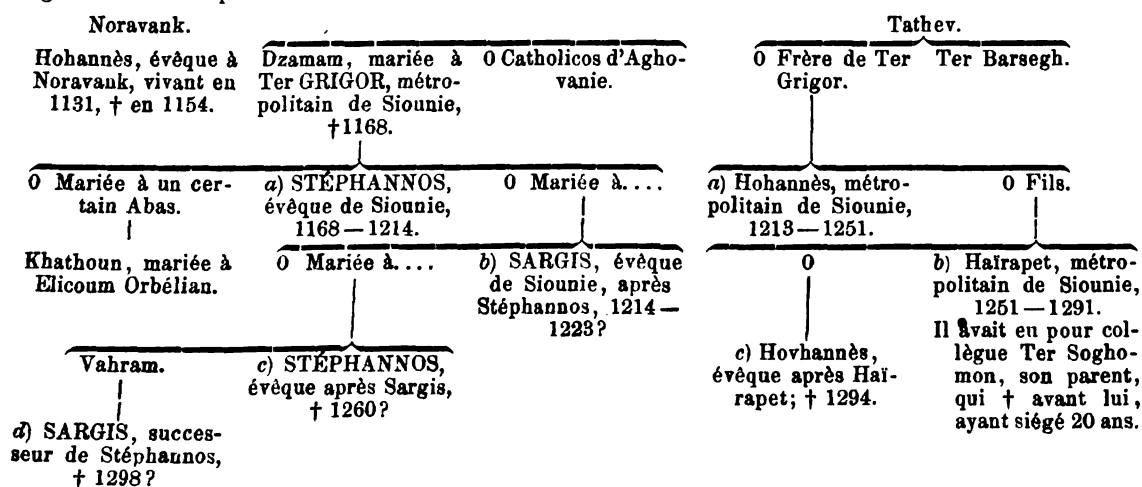 Noravank.
Hohannès, évêque à
Noravank, vivant en
1131, † en 1154.
Dzamam, mariée à
Ter GRIGOR, métro-
politain de Siounie,
†1168.
0 Catholicos d'Agho-
vanie.
Tathev.
0 Frère de Ter
Grigor.
Ter Barsegh.
0 Mariée à un cer-
tain Abas.
a) STÉPHANNOS,
évêque de Siounie,
1168—1214.
0 Mariée à....
a) Hohannès, métro-
politain de Siounie,
1213—1251.
0 Fils.
Khathoun, mariée à
Elicoum Orbélian.
0 Mariée à....
b) SARGIS, évêque
de Siounie, après
Stéphannos, 1214—
1223?
0
b) Haïrapet, métro-
politain de Siounie,
1251—1291.
Il avait eu pour col-
lègue Ter Sogho-
mon, son parent,
qui † avant lui,
ayant siégé 20 ans.
Vahram.
c) STÉPHANNOS,
évêque après Sargis,
† 1260?
c) Hovhannès,
évêque après Haï-
rapet; † 1294.
d) SARGIS, succes-
seur de Stéphannos,
† 1298?